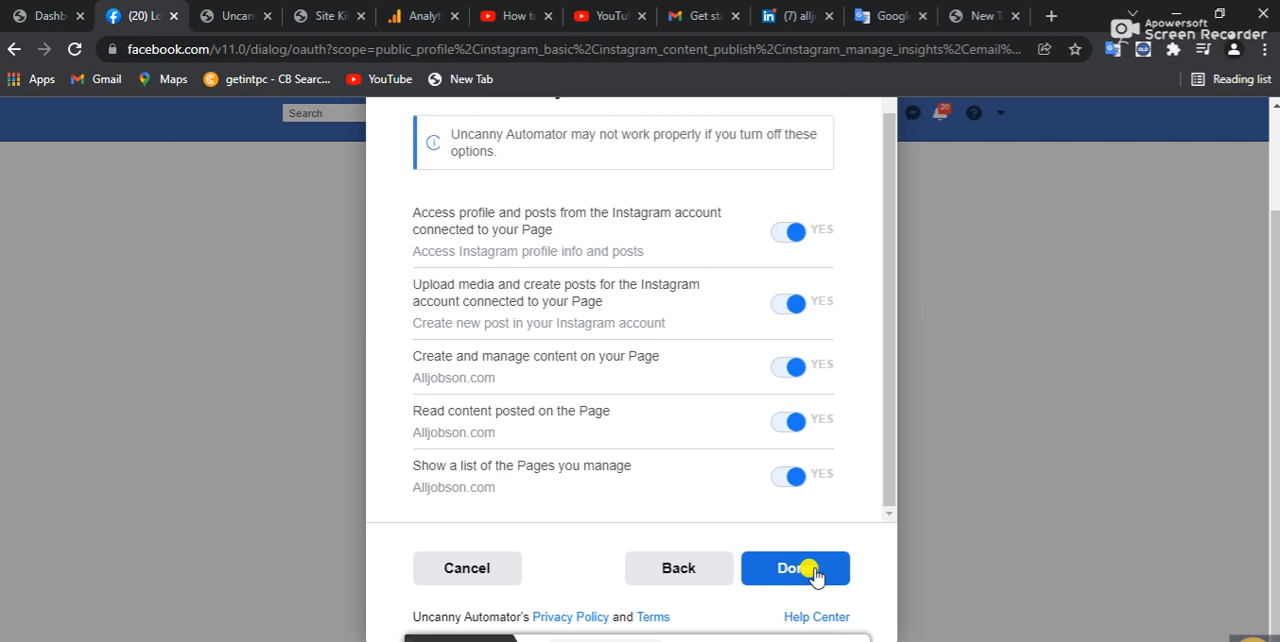 Dashb
(20) Lo
Uncan
Site Ki
Analyt
How to
YouTu
Get sta
(7) allj
Googl
New T
Apowersoft
Screen Recorder
facebook.com/v11.0/dialog/oauth?scope=public_profile%2Cinstagram_basic%2Cinstagram_content_publish%2Cinstagram_manage_insights%2Cemail%...
Apps
Gmail
Maps
getintpc - CB Searc...
YouTube
New Tab
Reading list
Search
20
Uncanny Automator may not work properly if you turn off these
options.
Access profile and posts from the Instagram account
connected to your Page
YES
Access Instagram profile info and posts
Upload media and create posts for the Instagram
account connected to your Page
YES
Create new post in your Instagram account
Create and manage content on your Page
YES
Alljobson.com
Read content posted on the Page
YES
Alljobson.com
Show a list of the Pages you manage
YES
Alljobson.com
Cancel
Back
Done
Uncanny Automator's Privacy Policy and Terms
Help Center